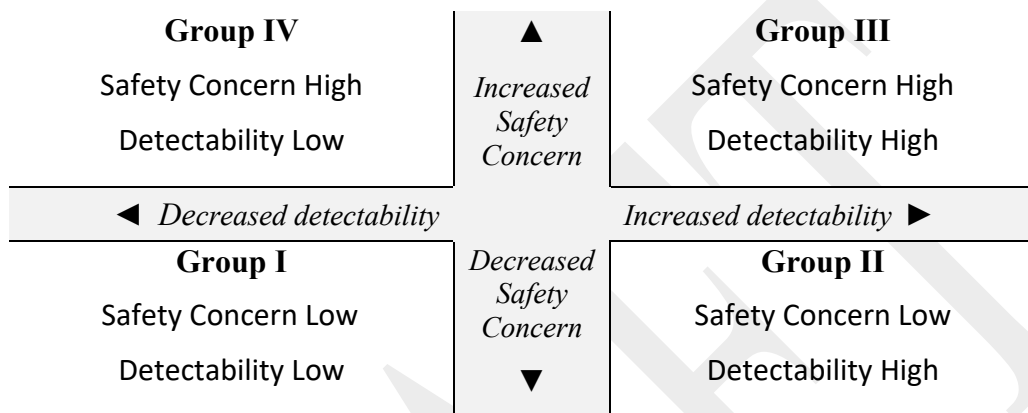 Group IV
Safety Concern High
Detectability Low
▲
Increased
Safety
Concern
Group III
Safety Concern High
Detectability High
◄ Decreased detectability
Increased detectability ►
Group I
Safety Concern Low
Detectability Low
Decreased
Safety
Concern
▼
Group II
Safety Concern Low
Detectability High